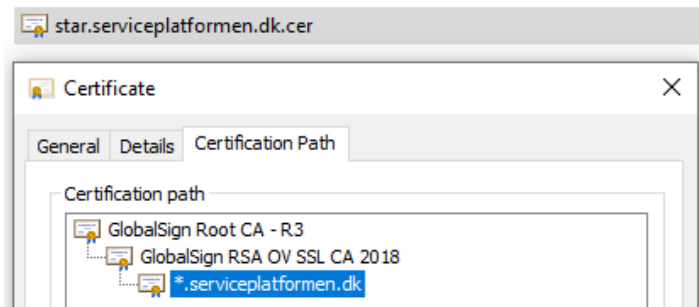 star.serviceplatformen.dk.cer
Certificate
General Details Certification Path
Certification path
GlobalSign Root CA - R3
GlobalSign RSA OV SSL CA 2018
*.serviceplatformen.dk